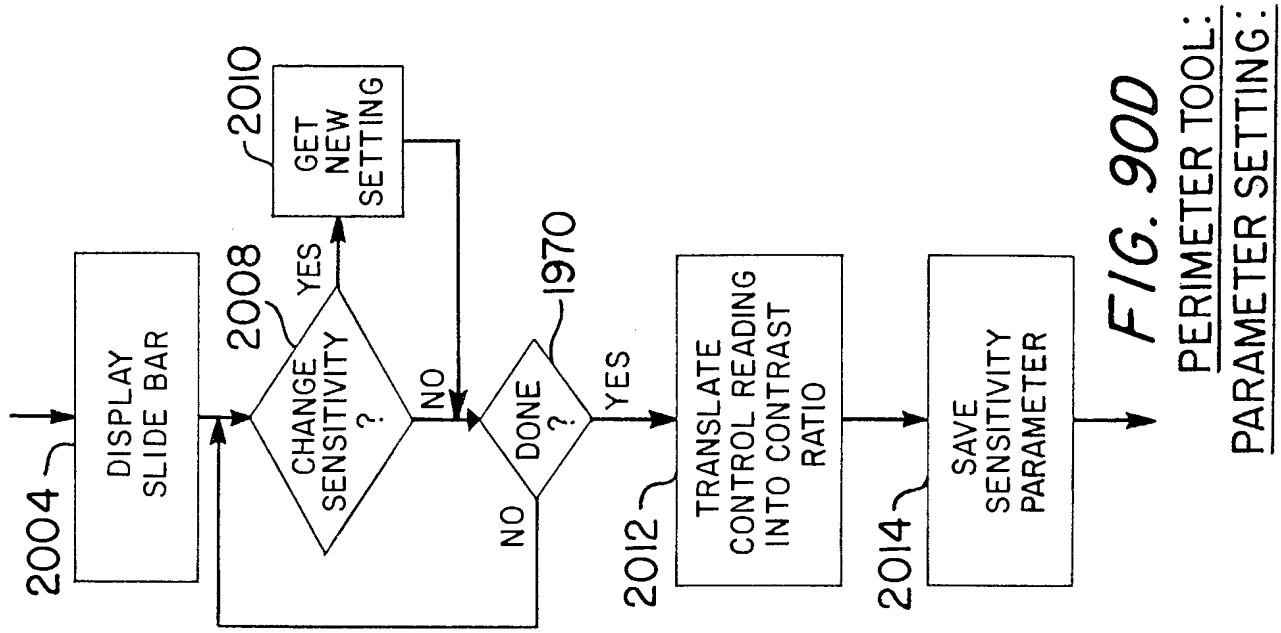 2004
DISPLAY
SLIDE BAR
2008
CHANGE
SENSITIVITY
?
YES
2010
GET
NEW
SETTING
NO
1970
DONE
?
NO
YES
2012
TRANSLATE
CONTROL READING
INTO CONTRAST
RATIO
2014
SAVE
SENSITIVITY
PARAMETER
FIG. 90D
PERIMETER TOOL:
PARAMETER SETTING: